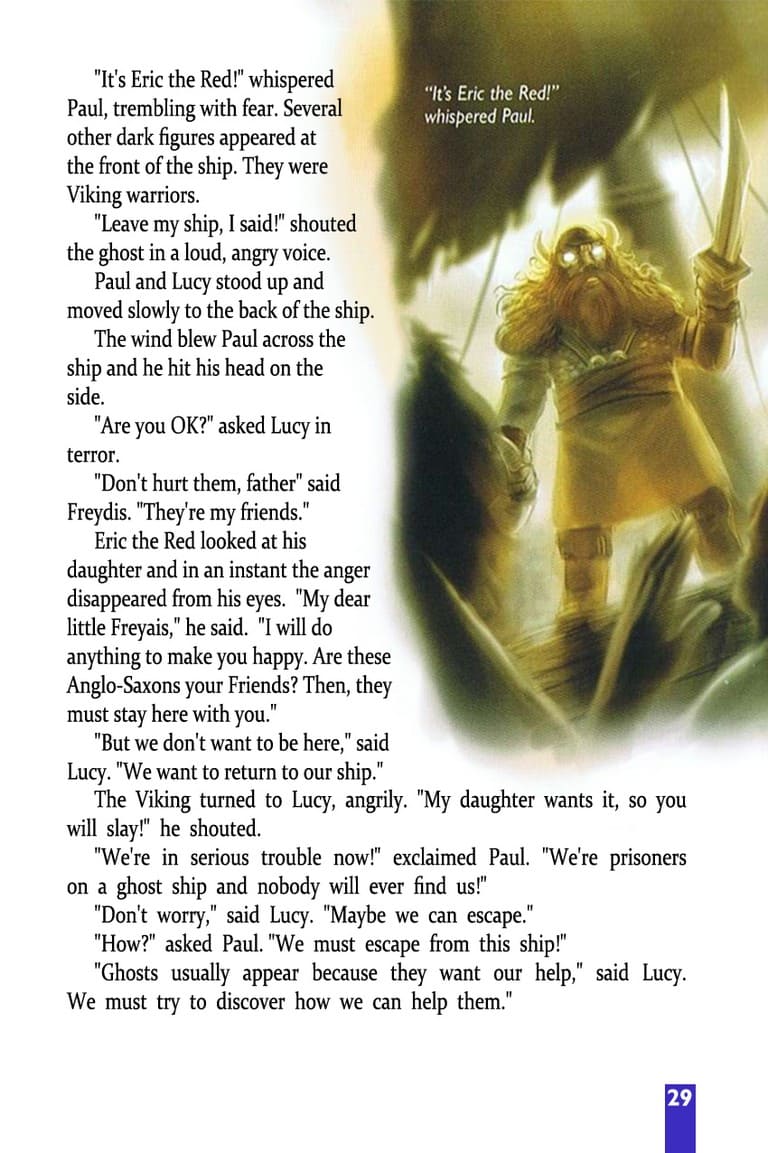 "It's Eric the Red!" whispered
Paul, trembling with fear. Several
other dark figures appeared at
the front of the ship. They were
Viking warriors.
"Leave my ship, I said!" shouted
the ghost in a loud, angry voice.
Paul and Lucy stood up and
moved slowly to the back of the ship.
The wind blew Paul across the
ship and he hit his head on the
side.
"Are you OK?" asked Lucy in
terror.
"Don't hurt them, father" said
Freydis. "They're my friends."
Eric the Red looked at his
daughter and in an instant the anger
disappeared from his eyes. "My dear
little Freyais," he said. "I will do
anything to make you happy. Are these
Anglo-Saxons your Friends? Then, they
must stay here with you."
"But we don't want to be here," said
Lucy. "We want to return to our ship."
The Viking turned to Lucy, angrily. "My daughter wants it, so you
will slay!" he shouted.
"We're in serious trouble now!" exclaimed Paul. "We're prisoners
on a ghost ship and nobody will ever find us!"
"Don't worry," said Lucy. "Maybe we can escape."
"How?" asked Paul. "We must escape from this ship!"
"Ghosts usually appear because they want our help," said Lucy.
We must try to discover how we can help them."
“It's Eric the Red!”
whispered Paul.
29